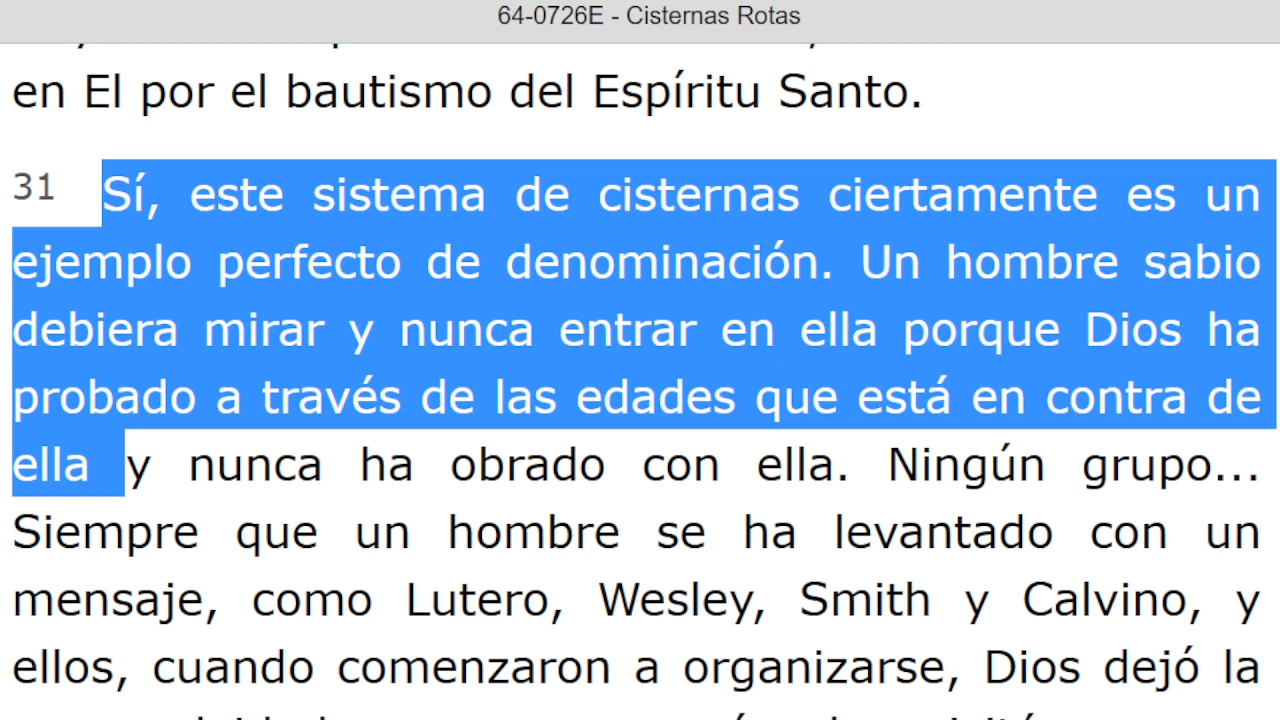 64-0726E - Cisternas Rotas
en El por el bautismo del Espíritu Santo.
31 Sí, este sistema de cisternas ciertamente es un
ejemplo perfecto de denominación. Un hombre sabio
debiera mirar y nunca entrar en ella porque Dios ha
probado a través de las edades que está en contra de
ella y nunca ha obrado con ella. Ningún grupo...
Siempre que un hombre se ha levantado con un
mensaje, como Lutero, Wesley, Smith y Calvino, y
ellos, cuando comenzaron a organizarse, Dios dejó la